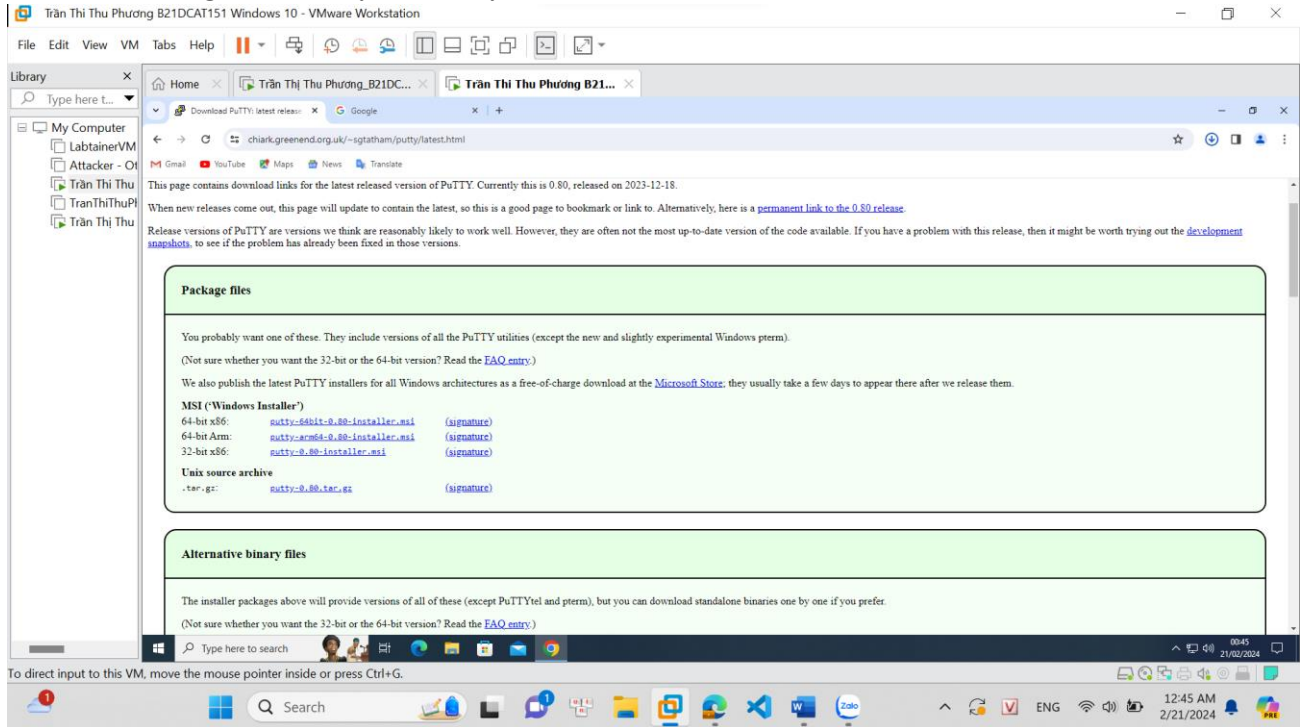 Trần Thi Thu Phương B21DCAT151 Windows 10 - VMware Workstation
File Edit View VM Tabs Help
Library
Type here t...
My Computer
LabtainerVM
Attacker - Ot
Trần Thi Thu
TranThiThuPh
Trần Thị Thu
Home Trần Thị Thu Phương_B21DC... Trần Thi Thu Phương B21...
Download PuTTY: latest release Google
chiark.greenend.org.uk/~sgtatham/putty/latest.html
Gmail YouTube Maps News Translate
This page contains download links for the latest released version of PuTTY. Currently this is 0.80, released on 2023-12-18.
When new releases come out, this page will update to contain the latest, so this is a good page to bookmark or link to. Alternatively, here is a permanent link to the 0.80 release.
Release versions of PuTTY are versions we think are reasonably likely to work well. However, they are often not the most up-to-date version of the code available. If you have a problem with this release, then it might be worth trying out the development
snapshots, to see if the problem has already been fixed in those versions.
Package files
You probably want one of these. They include versions of all the PuTTY utilities (except the new and slightly experimental Windows pterm).
(Not sure whether you want the 32-bit or the 64-bit version? Read the FAQ entry.)
We also publish the latest PuTTY installers for all Windows architectures as a free-of-charge download at the Microsoft Store; they usually take a few days to appear there after we release them.
MSI (‘Windows Installer’)
64-bit x86: putty-64bit-0.80-installer.msi (signature)
64-bit Arm: putty-arm64-0.80-installer.msi (signature)
32-bit x86: putty-0.80-installer.msi (signature)
Unix source archive
.tar.gz: putty-0.80.tar.gz (signature)
Alternative binary files
The installer packages above will provide versions of all of these (except PuTTYtel and pterm), but you can download standalone binaries one by one if you prefer.
(Not sure whether you want the 32-bit or the 64-bit version? Read the FAQ entry.)
Type here to search
00:45
21/02/2024
To direct input to this VM, move the mouse pointer inside or press Ctrl+G.
1
Search
Zalo
ENG
12:45 AM
2/21/2024
PRE